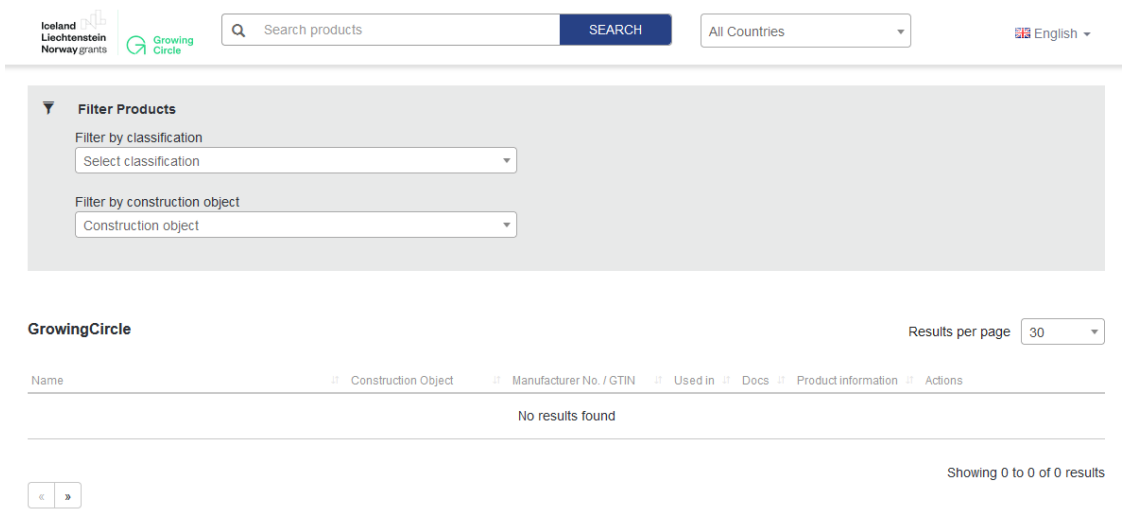 Iceland
Liechtenstein
Norway grants
Growing
Circle
Search products
SEARCH
All Countries
English
Filter Products
Filter by classification
Select classification
Filter by construction object
Construction object
GrowingCircle
Results per page 30
Name Construction Object Manufacturer No. / GTIN Used in Docs Product information Actions
No results found
Showing 0 to 0 of 0 results
« »